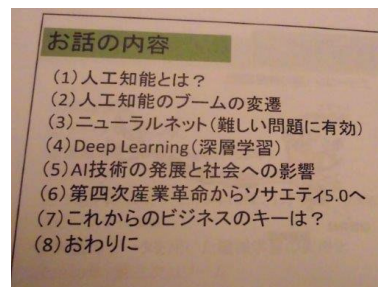 お話の内容
(1)人工知能とは？
(2)人工知能のブームの変遷
(3)ニューラルネット(難しい問題に有効)
(4)Deep Learning(深層学習)
(5)AI技術の発展と社会への影響
(6)第四次産業革命からソサエティ5.0へ
(7)これからのビジネスのキーは？
(8)おわりに